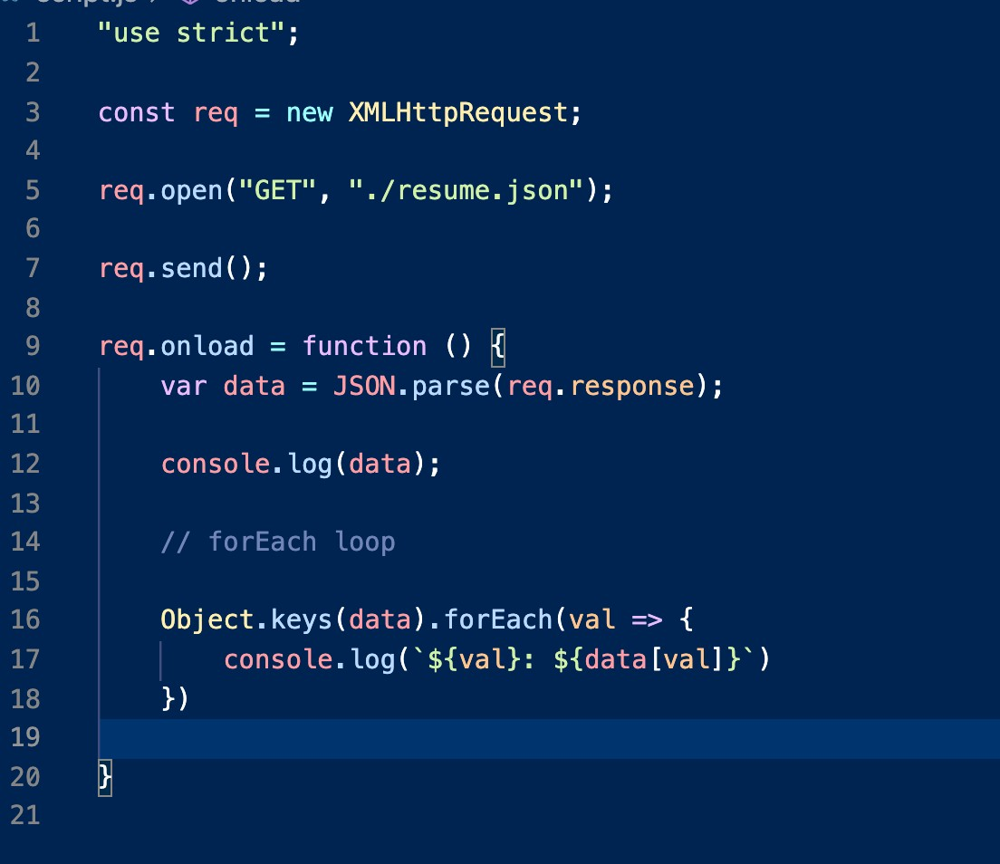 1 "use strict";
2
3 const req = new XMLHttpRequest;
4
5 req.open("GET", "./resume.json");
6
7 req.send();
8
9 req.onload = function () {
10     var data = JSON.parse(req.response);
11
12     console.log(data);
13
14     // forEach loop
15
16     Object.keys(data).forEach(val => {
17         console.log(`${val}: ${data[val]}`)
18     })
19
20 }
21